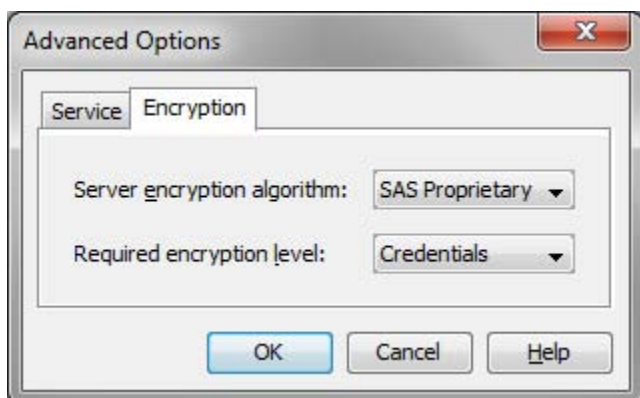 Advanced Options
Service Encryption
Server encryption algorithm: SAS Proprietary
Required encryption level: Credentials
OK Cancel Help